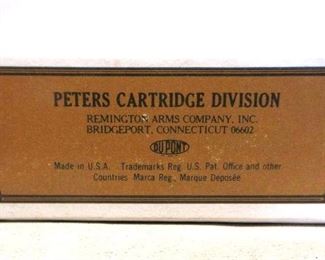 PETERS CARTRIDGE DIVISION
REMINGTON ARMS COMPANY, INC.
BRIDGEPORT, CONNECTICUT 06602
DU PONT
Made in U.S.A. Trademarks Reg. U.S. Pat. Office and other
Countries Marca Reg., Marque Deposée